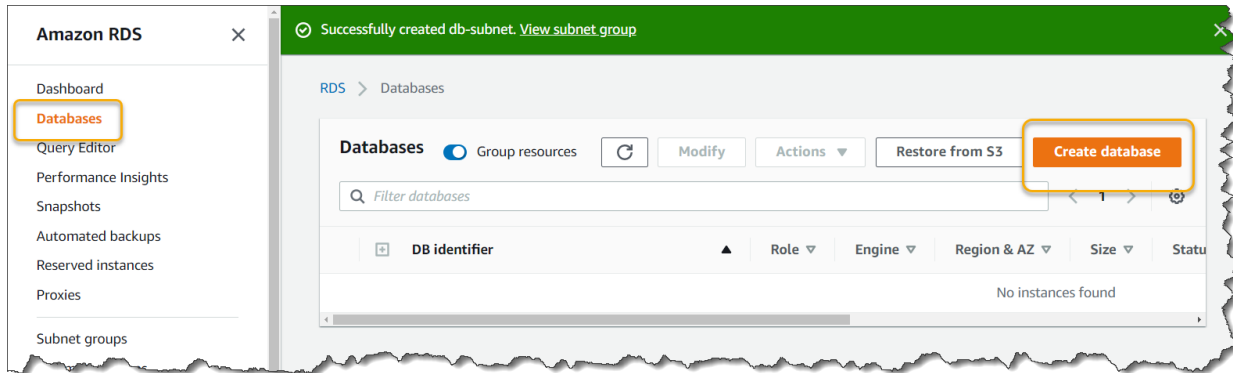 Amazon RDS
Successfully created db-subnet. View subnet group
Dashboard
Databases
Query Editor
Performance Insights
Snapshots
Automated backups
Reserved instances
Proxies
Subnet groups
RDS > Databases
Databases Group resources Modify Actions Restore from S3 Create database
Filter databases
1
DB identifier Role Engine Region & AZ Size Statu
No instances found